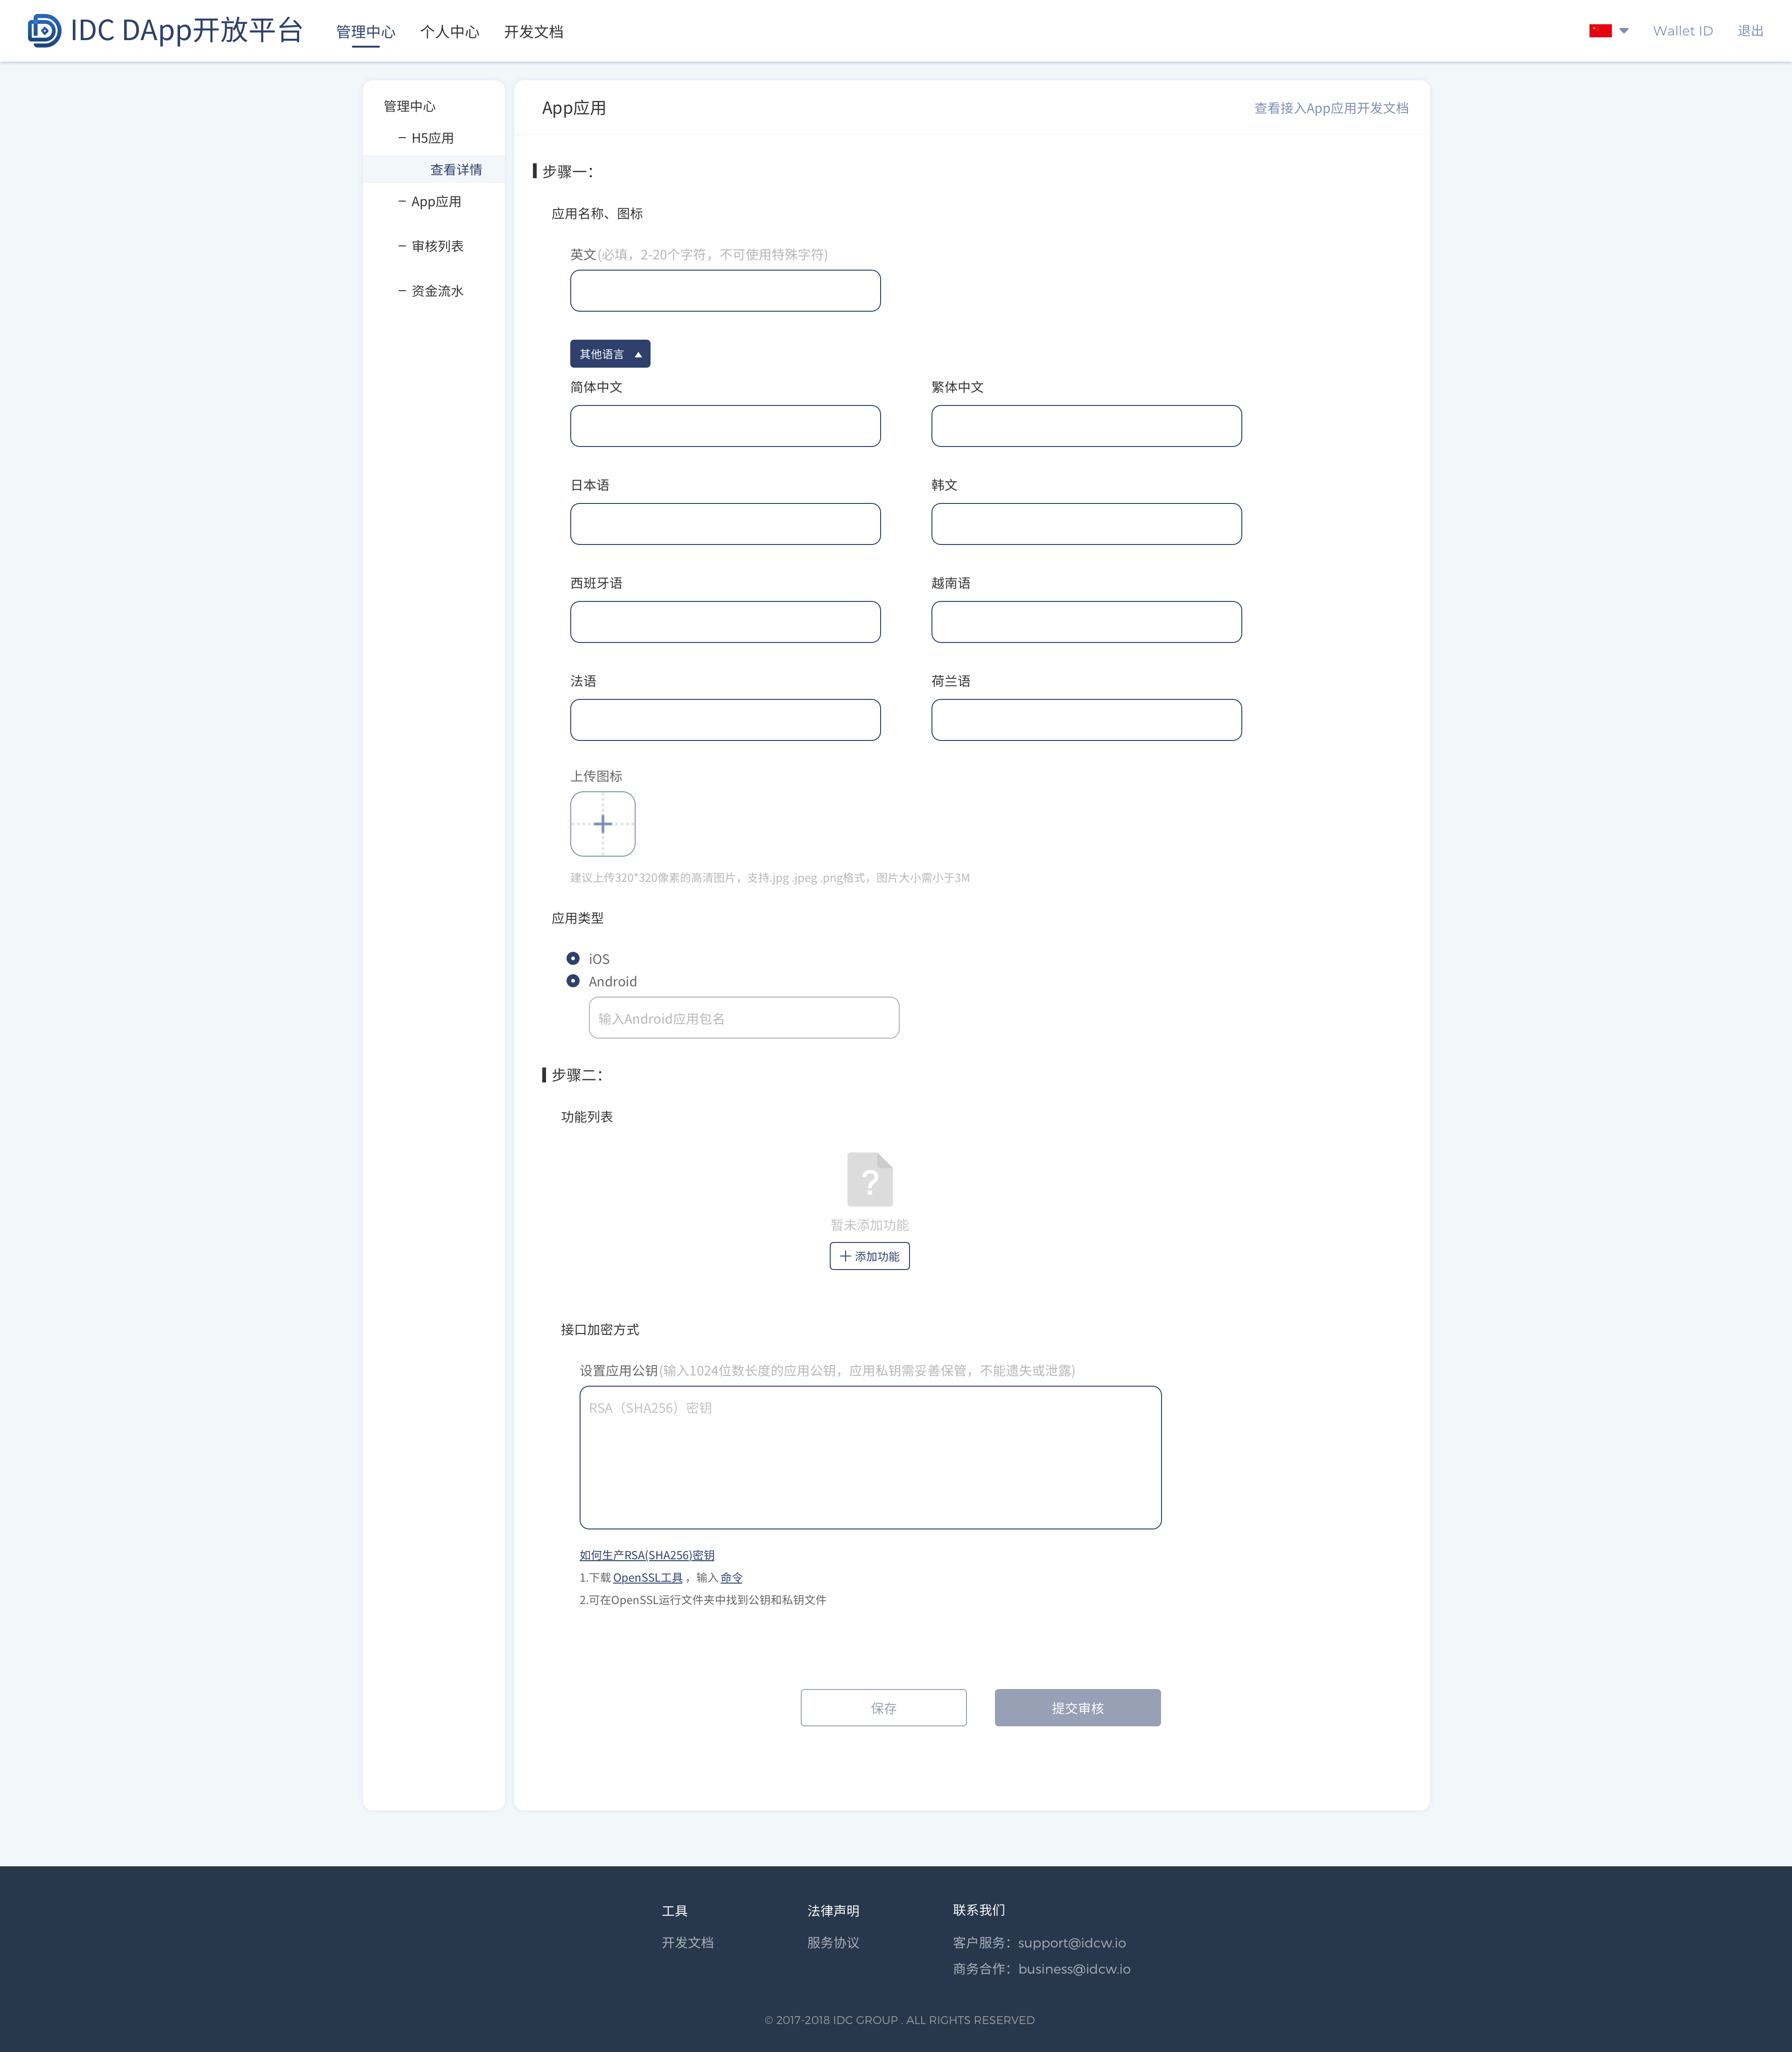 IDC DApp开放平台
管理中心 个人中心 开发文档
Wallet ID 退出
管理中心
H5应用
查看详情
App应用
审核列表
资金流水
App应用
查看接入App应用开发文档
步骤一：
应用名称、图标
英文(必填，2-20个字符，不可使用特殊字符)
其他语言
简体中文 繁体中文
日本语 韩文
西班牙语 越南语
法语 荷兰语
上传图标
建议上传320*320像素的高清图片，支持.jpg .jpeg .png格式，图片大小需小于3M
应用类型
iOS
Android
输入Android应用包名
步骤二：
功能列表
?
暂未添加功能
添加功能
接口加密方式
设置应用公钥(输入1024位数长度的应用公钥，应用私钥需妥善保管，不能遗失或泄露)
RSA（SHA256）密钥
如何生产RSA(SHA256)密钥
1.下载 OpenSSL工具 ，输入 命令
2.可在OpenSSL运行文件夹中找到公钥和私钥文件
保存 提交审核
工具 法律声明 联系我们
开发文档 服务协议 客户服务：support@idcw.io
商务合作：business@idcw.io
© 2017-2018 IDC GROUP . ALL RIGHTS RESERVED